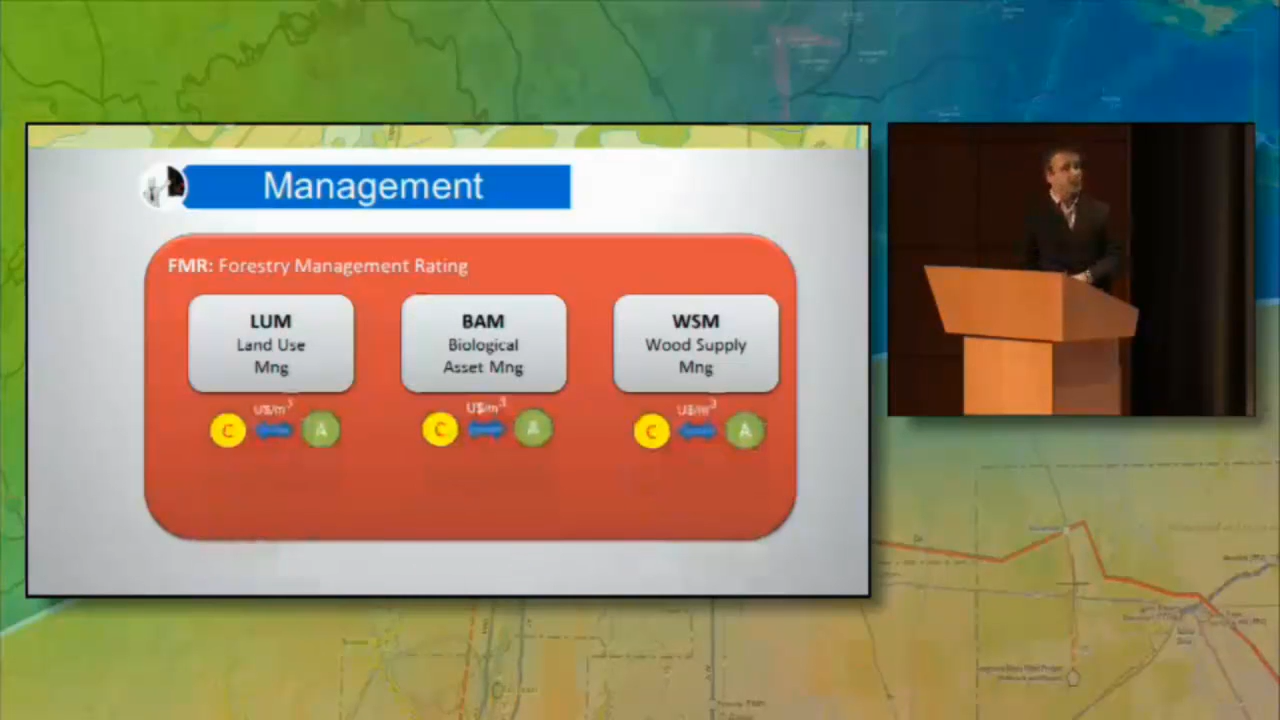 Management
FMR: Forestry Management Rating
LUM
Land Use
Mng
BAM
Biological
Asset Mng
WSM
Wood Supply
Mng
U$/m³
C
A
U$/m³
C
A
U$/m³
C
A